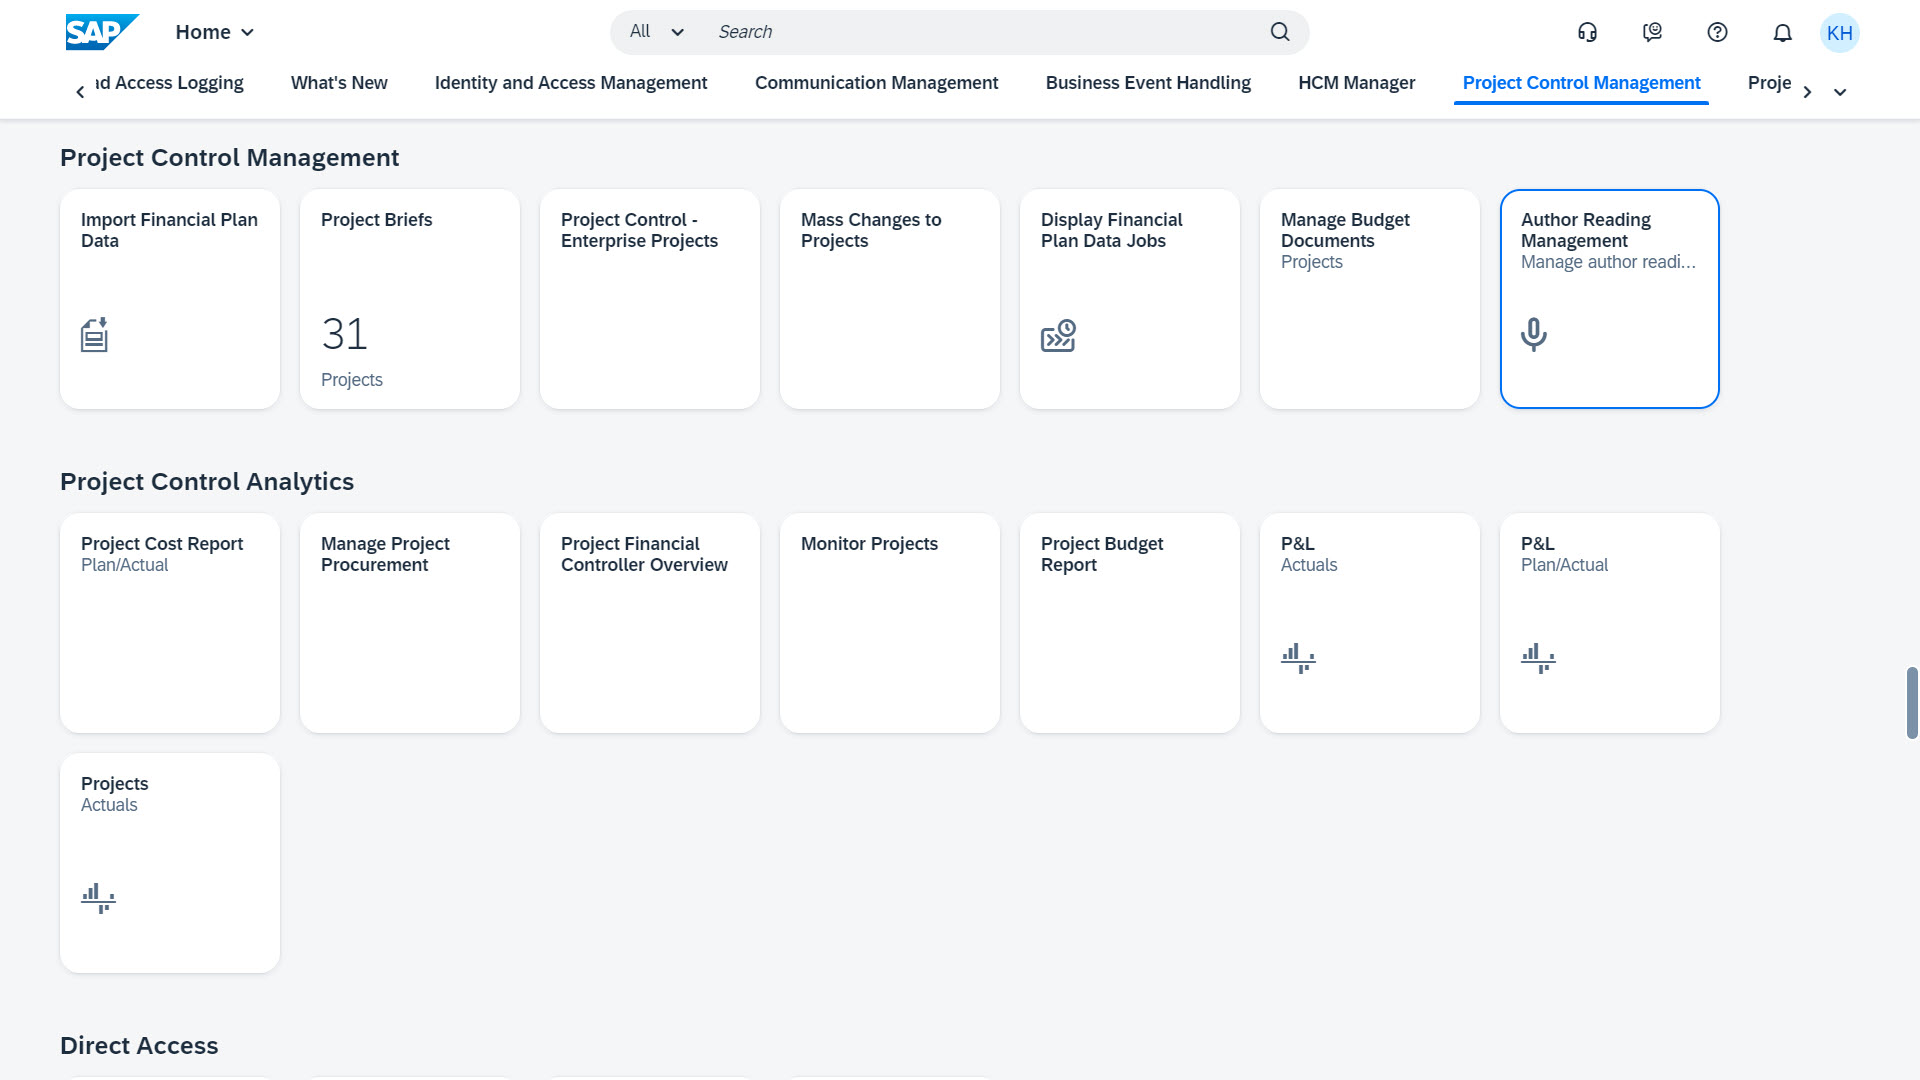 SAP
Home
All
Search
KH
ad Access Logging
What's New
Identity and Access Management
Communication Management
Business Event Handling
HCM Manager
Project Control Management
Proje
Project Control Management
Import Financial Plan
Data
Project Briefs
31
Projects
Project Control -
Enterprise Projects
Mass Changes to
Projects
Display Financial
Plan Data Jobs
Manage Budget
Documents
Projects
Author Reading
Management
Manage author readi...
Project Control Analytics
Project Cost Report
Plan/Actual
Manage Project
Procurement
Project Financial
Controller Overview
Monitor Projects
Project Budget
Report
P&L
Actuals
P&L
Plan/Actual
Projects
Actuals
Direct Access